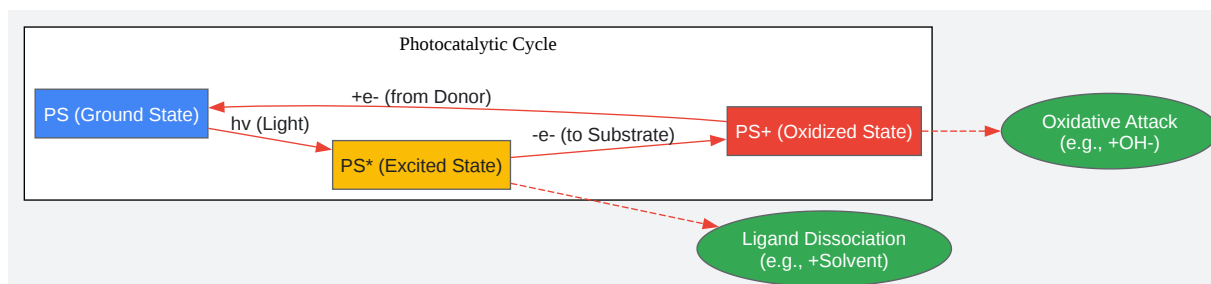 Photocatalytic Cycle
PS (Ground State)
+e- (from Donor)
hv (Light)
PS* (Excited State)
-e- (to Substrate)
PS+ (Oxidized State)
Oxidative Attack
(e.g., +OH-)
Ligand Dissociation
(e.g., +Solvent)